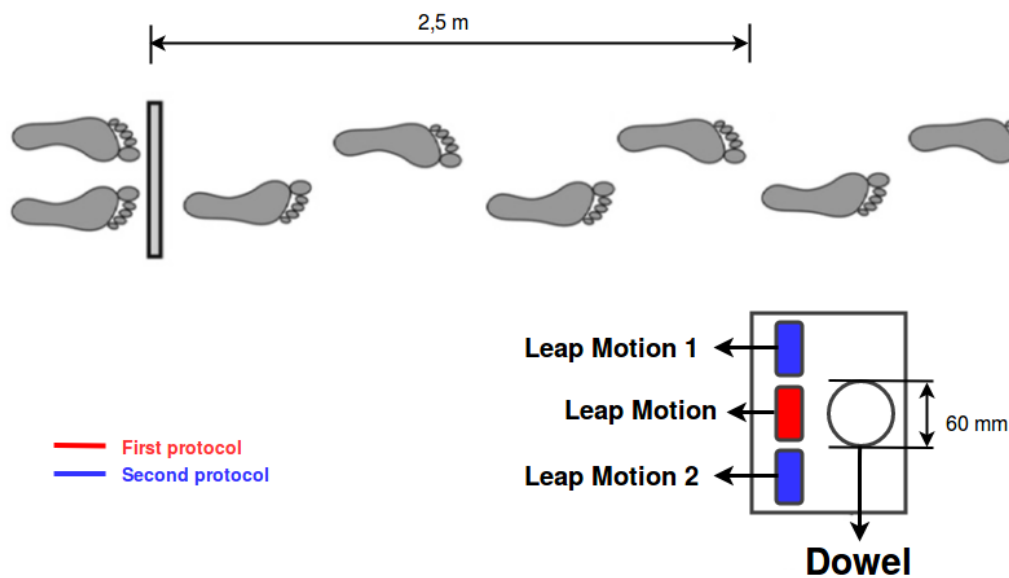 2,5 m
Leap Motion 1
Leap Motion
60 mm
First protocol
Second protocol
Leap Motion 2
Dowel